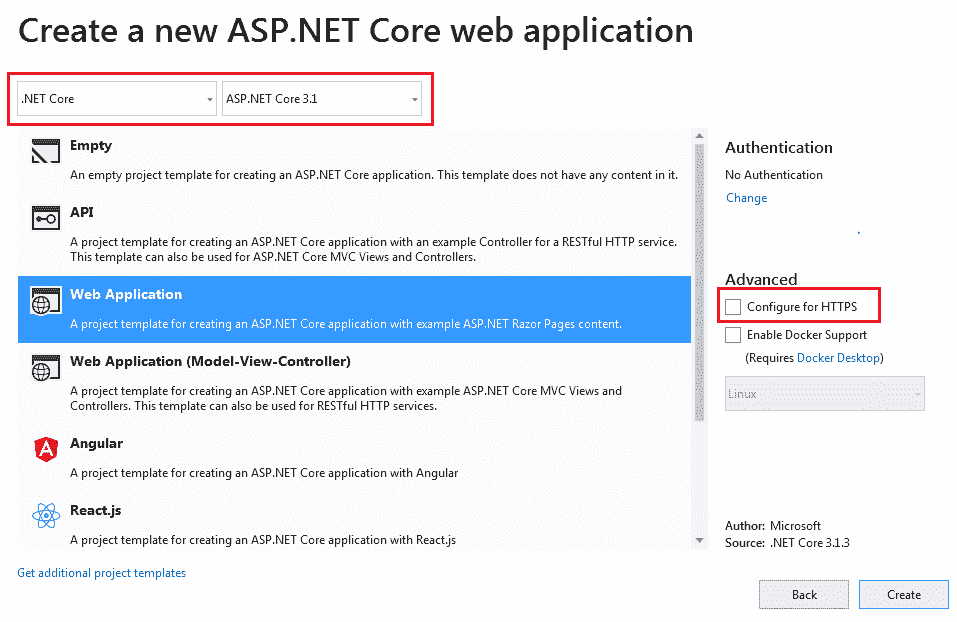 Create a new ASP.NET Core web application
.NET Core
ASP.NET Core 3.1
Empty
An empty project template for creating an ASP.NET Core application. This template does not have any content in it.
API
A project template for creating an ASP.NET Core application with an example Controller for a RESTful HTTP service.
This template can also be used for ASP.NET Core MVC Views and Controllers.
Web Application
A project template for creating an ASP.NET Core application with example ASP.NET Razor Pages content.
Web Application (Model-View-Controller)
A project template for creating an ASP.NET Core application with example ASP.NET Core MVC Views and
Controllers. This template can also be used for RESTful HTTP services.
Angular
A project template for creating an ASP.NET Core application with Angular
React.js
A project template for creating an ASP.NET Core application with React.js
Get additional project templates
Authentication
No Authentication
Change
Advanced
Configure for HTTPS
Enable Docker Support
(Requires Docker Desktop)
Linux
Author: Microsoft
Source: .NET Core 3.1.3
Back
Create